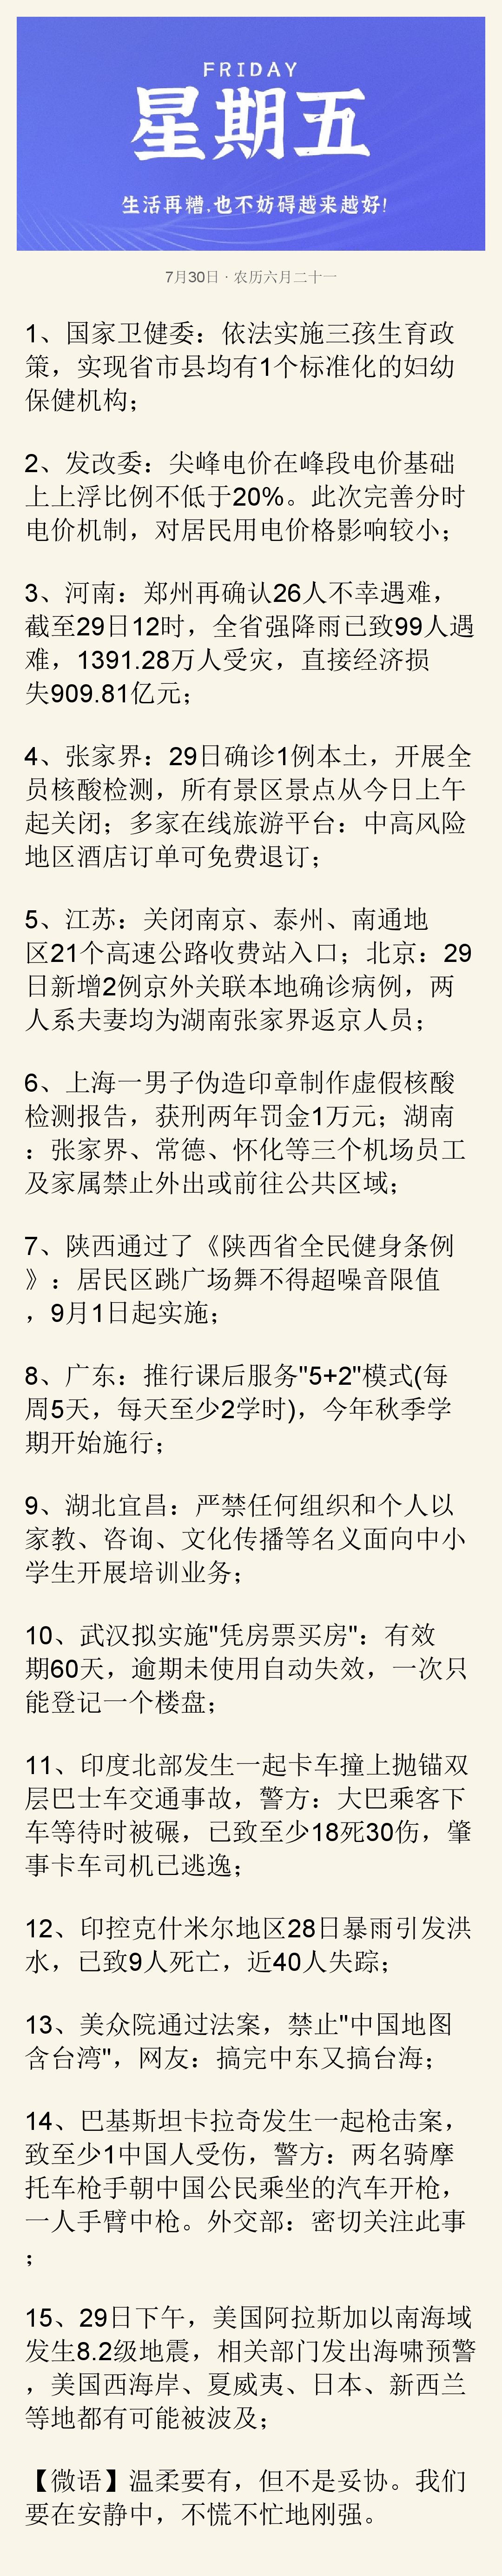 FRIDAY
星期五
生活再糟,也不妨碍越来越好!
7月30日 · 农历六月二十一
1、国家卫健委：依法实施三孩生育政
策，实现省市县均有1个标准化的妇幼
保健机构；
2、发改委：尖峰电价在峰段电价基础
上上浮比例不低于20%。此次完善分时
电价机制，对居民用电价格影响较小；
3、河南：郑州再确认26人不幸遇难，
截至29日12时，全省强降雨已致99人遇
难，1391.28万人受灾，直接经济损
失909.81亿元；
4、张家界：29日确诊1例本土，开展全
员核酸检测，所有景区景点从今日上午
起关闭；多家在线旅游平台：中高风险
地区酒店订单可免费退订；
5、江苏：关闭南京、泰州、南通地
区21个高速公路收费站入口；北京：29
日新增2例京外关联本地确诊病例，两
人系夫妻均为湖南张家界返京人员；
6、上海一男子伪造印章制作虚假核酸
检测报告，获刑两年罚金1万元；湖南
：张家界、常德、怀化等三个机场员工
及家属禁止外出或前往公共区域；
7、陕西通过了《陕西省全民健身条例
》：居民区跳广场舞不得超噪音限值
，9月1日起实施；
8、广东：推行课后服务"5+2"模式(每
周5天，每天至少2学时)，今年秋季学
期开始施行；
9、湖北宜昌：严禁任何组织和个人以
家教、咨询、文化传播等名义面向中小
学生开展培训业务；
10、武汉拟实施"凭房票买房"：有效
期60天，逾期未使用自动失效，一次只
能登记一个楼盘；
11、印度北部发生一起卡车撞上抛锚双
层巴士车交通事故，警方：大巴乘客下
车等待时被碾，已致至少18死30伤，肇
事卡车司机已逃逸；
12、印控克什米尔地区28日暴雨引发洪
水，已致9人死亡，近40人失踪；
13、美众院通过法案，禁止"中国地图
含台湾"，网友：搞完中东又搞台海；
14、巴基斯坦卡拉奇发生一起枪击案，
致至少1中国人受伤，警方：两名骑摩
托车枪手朝中国公民乘坐的汽车开枪，
一人手臂中枪。外交部：密切关注此事
；
15、29日下午，美国阿拉斯加以南海域
发生8.2级地震，相关部门发出海啸预警
，美国西海岸、夏威夷、日本、新西兰
等地都有可能被波及；
【微语】温柔要有，但不是妥协。我们
要在安静中，不慌不忙地刚强。